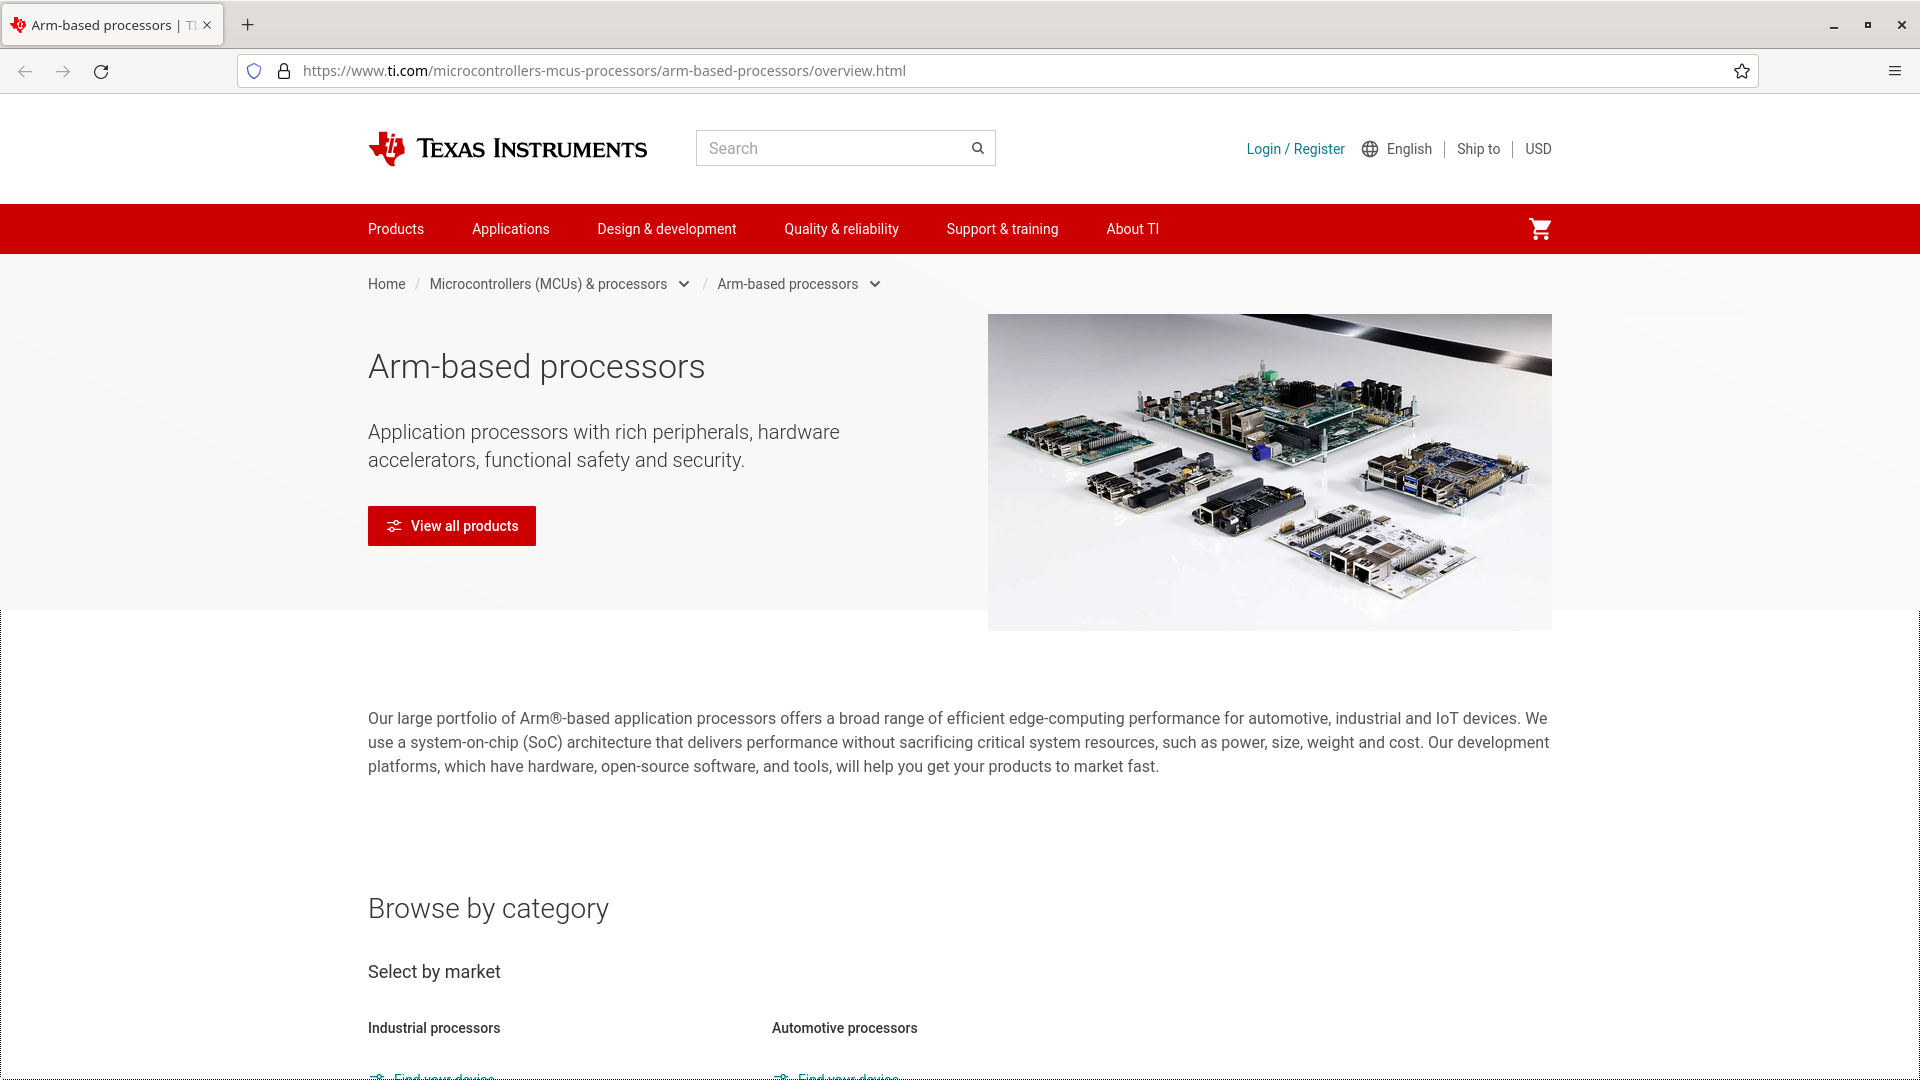 Arm-based processors | TI
https://www.ti.com/microcontrollers-mcus-processors/arm-based-processors/overview.html
TEXAS INSTRUMENTS
Search
Login / Register
English
Ship to
USD
Products
Applications
Design & development
Quality & reliability
Support & training
About TI
Home / Microcontrollers (MCUs) & processors / Arm-based processors
Arm-based processors
Application processors with rich peripherals, hardware
accelerators, functional safety and security.
View all products
Our large portfolio of Arm®-based application processors offers a broad range of efficient edge-computing performance for automotive, industrial and IoT devices. We
use a system-on-chip (SoC) architecture that delivers performance without sacrificing critical system resources, such as power, size, weight and cost. Our development
platforms, which have hardware, open-source software, and tools, will help you get your products to market fast.
Browse by category
Select by market
Industrial processors
Automotive processors
Find your device
Find your device